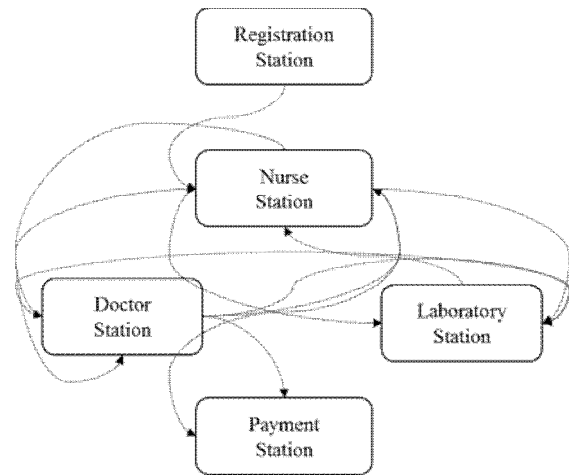 Registration
Station
Nurse
Station
Doctor
Station
Laboratory
Station
Payment
Station